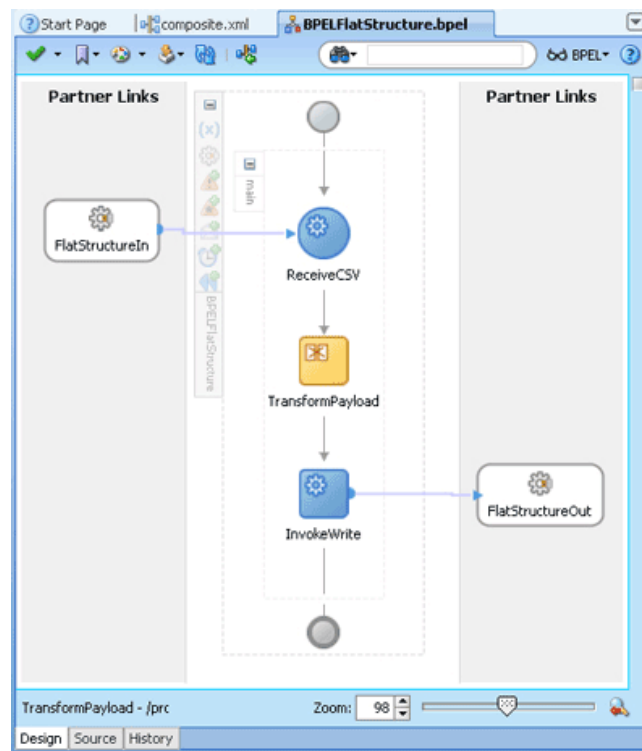 Start Page composite.xml BPELFlatStructure.bpel
BPEL
Partner Links Partner Links
(x)
main
FlatStructureIn
ReceiveCSV
BPELFlatStructure
TransformPayload
FlatStructureOut
InvokeWrite
TransformPayload - /prc Zoom: 98
Design Source History